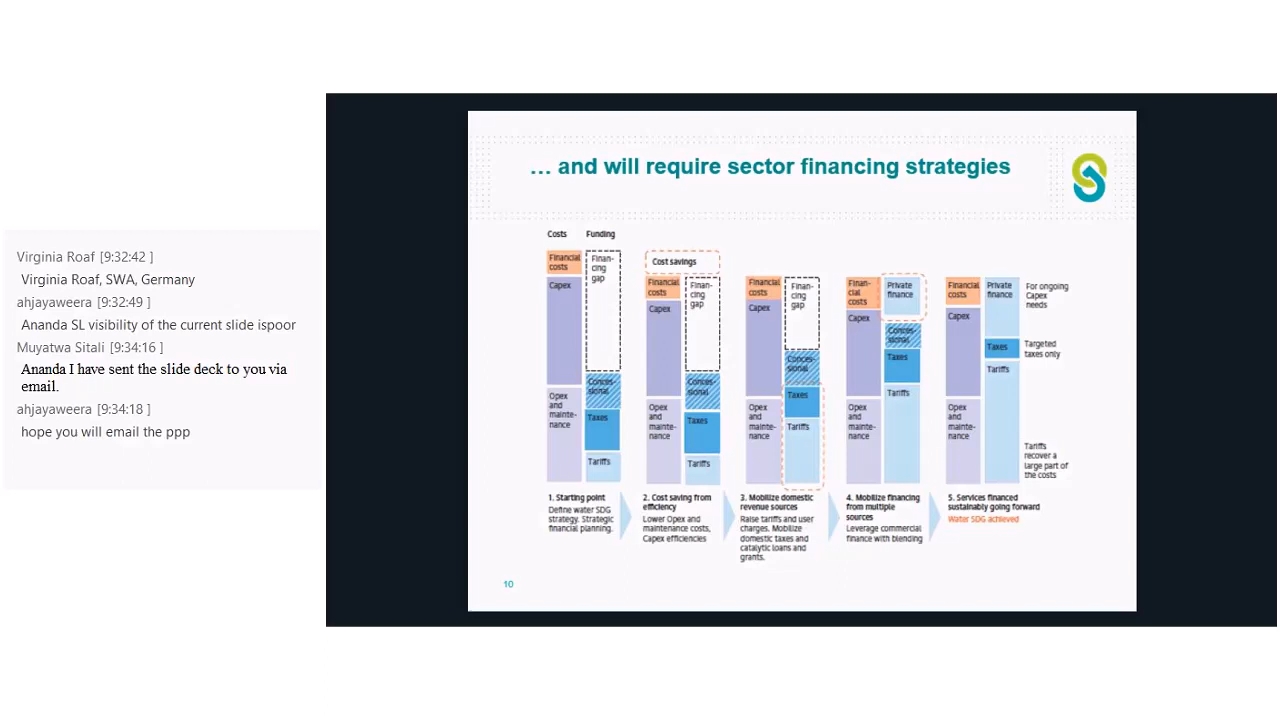 Virginia Roaf [9:32:42 ]
Virginia Roaf, SWA, Germany
ahjayaweera [9:32:49 ]
Ananda SL visibility of the current slide ispoor
Muyatwa Sitali [9:34:16 ]
Ananda I have sent the slide deck to you via
email.
ahjayaweera [9:34:18 ]
hope you will email the ppp
… and will require sector financing strategies
Costs
Funding
Financial
costs
Capex
Opex
and
mainte-
nance
Finan-
cing
gap
Conces-
sional
Taxes
Tariffs
1. Starting point
Define water SDG
strategy. Strategic
financial planning.
Cost savings
Financial
costs
Capex
Opex
and
mainte-
nance
Finan-
cing
gap
Conces-
sional
Taxes
Tariffs
2. Cost saving from
efficiency
Lower Opex and
maintenance costs,
Capex efficiencies
Financial
costs
Capex
Opex
and
mainte-
nance
Finan-
cing
gap
Conces-
sional
Taxes
Tariffs
3. Mobilize domestic
revenue sources
Raise tariffs and user
charges. Mobilize
domestic taxes and
catalytic loans and
grants.
Finan-
cial
costs
Capex
Opex
and
mainte-
nance
Private
finance
Conces-
sional
Taxes
Tariffs
4. Mobilize financing
from multiple
sources
Leverage commercial
finance with blending
Financial
costs
Capex
Opex
and
mainte-
nance
Private
finance
Taxes
Tariffs
For ongoing
Capex
needs
Targeted
taxes only
Tariffs
recover a
large part of
the costs
5. Services financed
sustainably going forward
Water SDG achieved
10